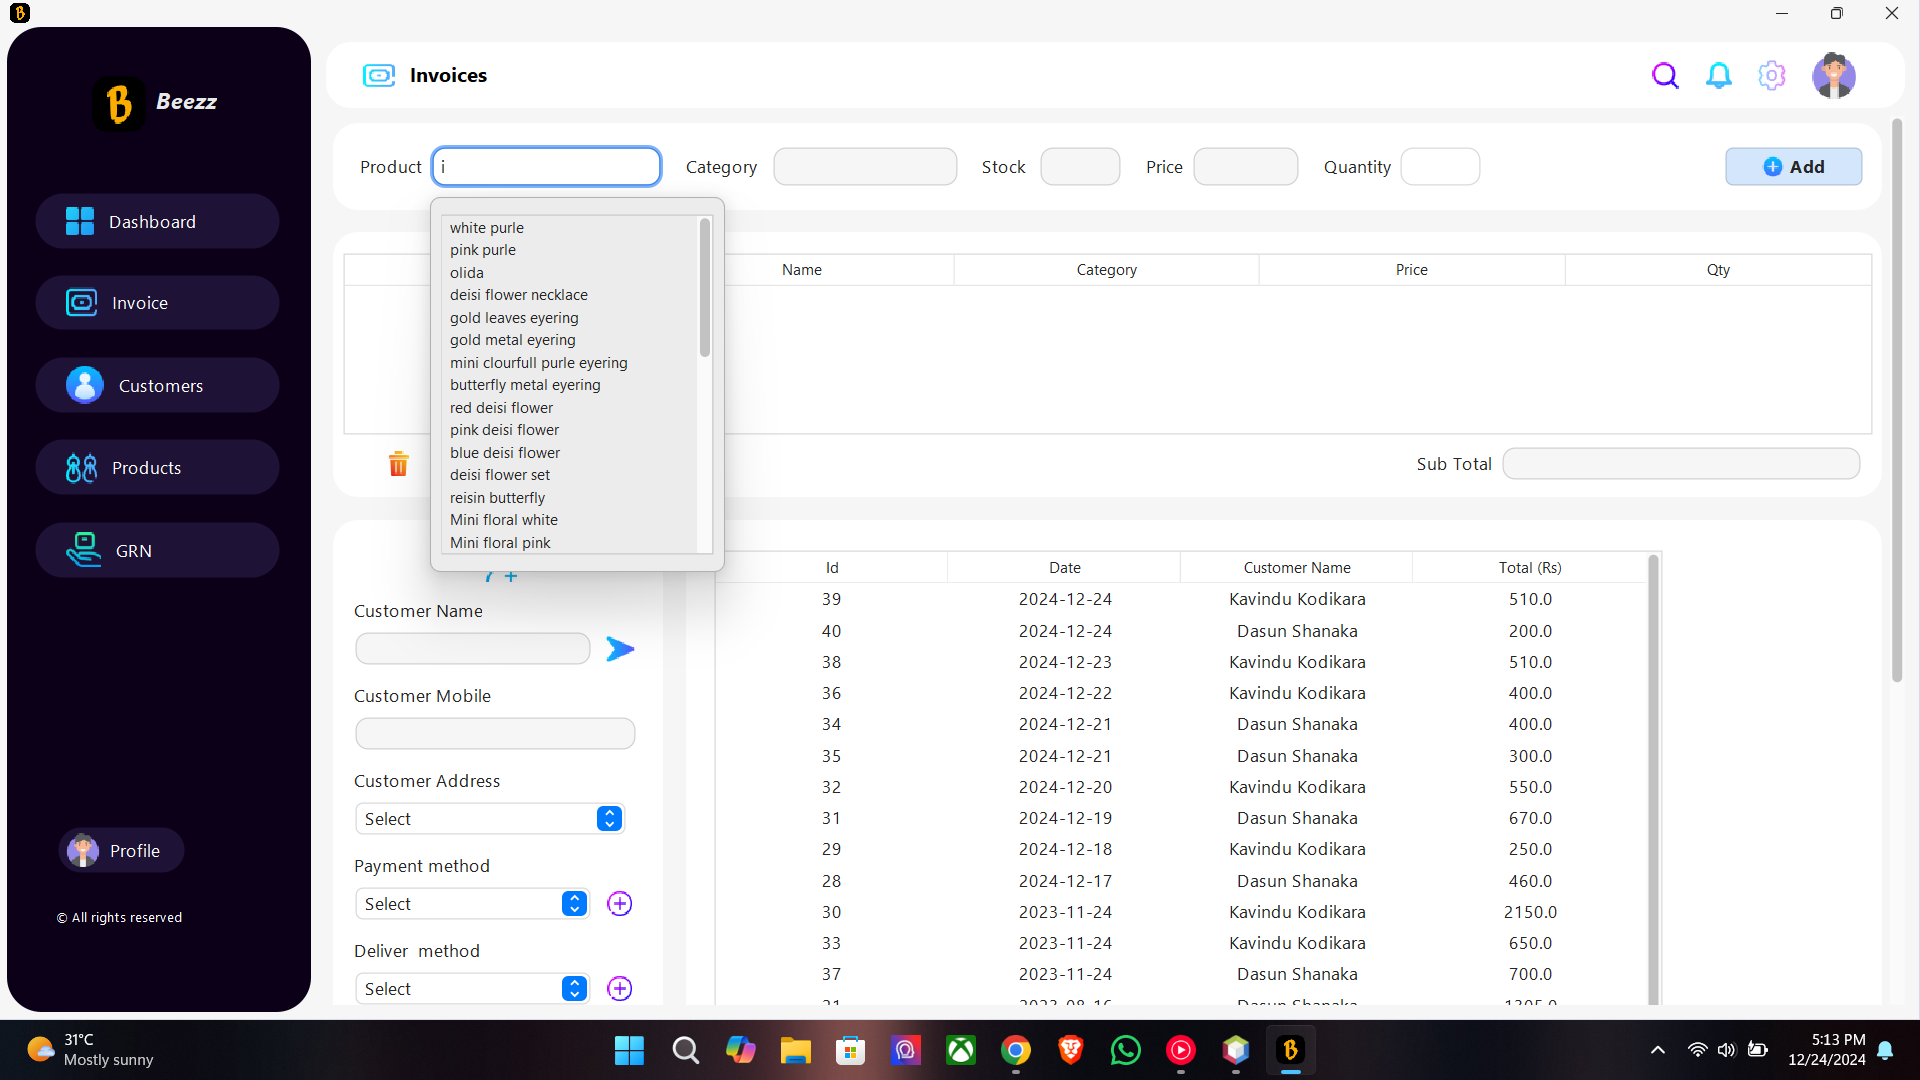 Beezz
Invoices
Product i Category Stock Price Quantity Add
Dashboard
Invoice
Customers
Products
GRN
Profile
© All rights reserved
white purle
pink purle
olida
deisi flower necklace
gold leaves eyering
gold metal eyering
mini clourfull purle eyering
butterfly metal eyering
red deisi flower
pink deisi flower
blue deisi flower
deisi flower set
reisin butterfly
Mini floral white
Mini floral pink
Name Category Price Qty
Sub Total
Customer Name
Customer Mobile
Customer Address
Select
Payment method
Select
Deliver method
Select
Id Date Customer Name Total (Rs)
39 2024-12-24 Kavindu Kodikara 510.0
40 2024-12-24 Dasun Shanaka 200.0
38 2024-12-23 Kavindu Kodikara 510.0
36 2024-12-22 Kavindu Kodikara 400.0
34 2024-12-21 Dasun Shanaka 400.0
35 2024-12-21 Dasun Shanaka 300.0
32 2024-12-20 Kavindu Kodikara 550.0
31 2024-12-19 Dasun Shanaka 670.0
29 2024-12-18 Kavindu Kodikara 250.0
28 2024-12-17 Dasun Shanaka 460.0
30 2023-11-24 Kavindu Kodikara 2150.0
33 2023-11-24 Kavindu Kodikara 650.0
37 2023-11-24 Dasun Shanaka 700.0
31°C
Mostly sunny
5:13 PM
12/24/2024